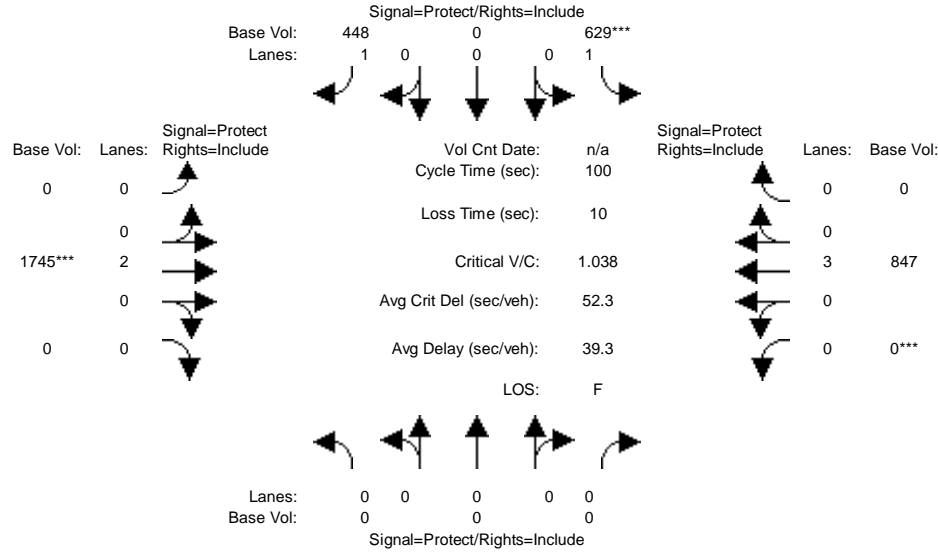 Signal=Protect/Rights=Include
Base Vol: 448 0 629***
Lanes: 1 0 0 0 1
Signal=Protect
Base Vol: Lanes: Rights=Include
Vol Cnt Date: n/a
Signal=Protect
Rights=Include Lanes: Base Vol:
Cycle Time (sec): 100
0 0 0 0
Loss Time (sec): 10
0 0
1745*** 2 Critical V/C: 1.038 3 847
0 Avg Crit Del (sec/veh): 52.3 0
0 0 Avg Delay (sec/veh): 39.3 0 0***
LOS: F
Lanes: 0 0 0 0 0
Base Vol: 0 0 0
Signal=Protect/Rights=Include